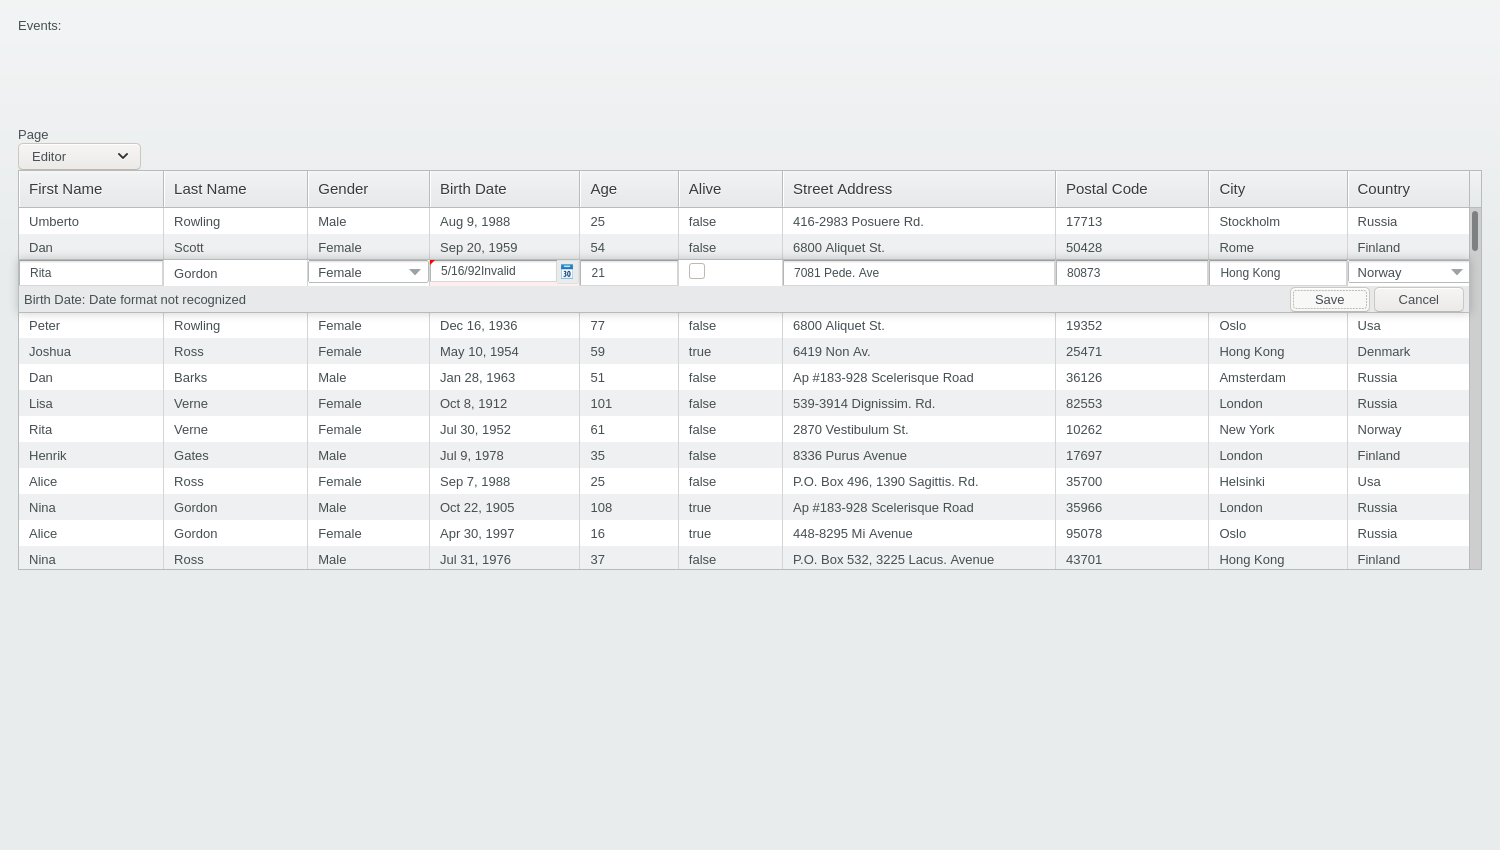 Events:
Page
Editor
First Name Last Name Gender Birth Date Age Alive Street Address Postal Code City Country
Umberto Rowling Male Aug 9, 1988 25 false 416-2983 Posuere Rd. 17713 Stockholm Russia
Dan Scott Female Sep 20, 1959 54 false 6800 Aliquet St. 50428 Rome Finland
Rita Gordon Female 5/16/92Invalid 30 21 7081 Pede. Ave 80873 Hong Kong Norway
Birth Date: Date format not recognized Save Cancel
Peter Rowling Female Dec 16, 1936 77 false 6800 Aliquet St. 19352 Oslo Usa
Joshua Ross Female May 10, 1954 59 true 6419 Non Av. 25471 Hong Kong Denmark
Dan Barks Male Jan 28, 1963 51 false Ap #183-928 Scelerisque Road 36126 Amsterdam Russia
Lisa Verne Female Oct 8, 1912 101 false 539-3914 Dignissim. Rd. 82553 London Russia
Rita Verne Female Jul 30, 1952 61 false 2870 Vestibulum St. 10262 New York Norway
Henrik Gates Male Jul 9, 1978 35 false 8336 Purus Avenue 17697 London Finland
Alice Ross Female Sep 7, 1988 25 false P.O. Box 496, 1390 Sagittis. Rd. 35700 Helsinki Usa
Nina Gordon Male Oct 22, 1905 108 true Ap #183-928 Scelerisque Road 35966 London Russia
Alice Gordon Female Apr 30, 1997 16 true 448-8295 Mi Avenue 95078 Oslo Russia
Nina Ross Male Jul 31, 1976 37 false P.O. Box 532, 3225 Lacus. Avenue 43701 Hong Kong Finland